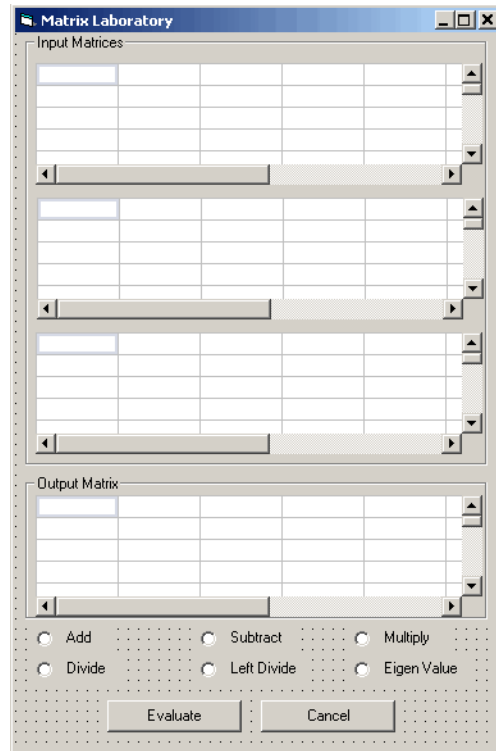 Matrix Laboratory
Input Matrices
Output Matrix
Add Subtract Multiply
Divide Left Divide Eigen Value
Evaluate Cancel